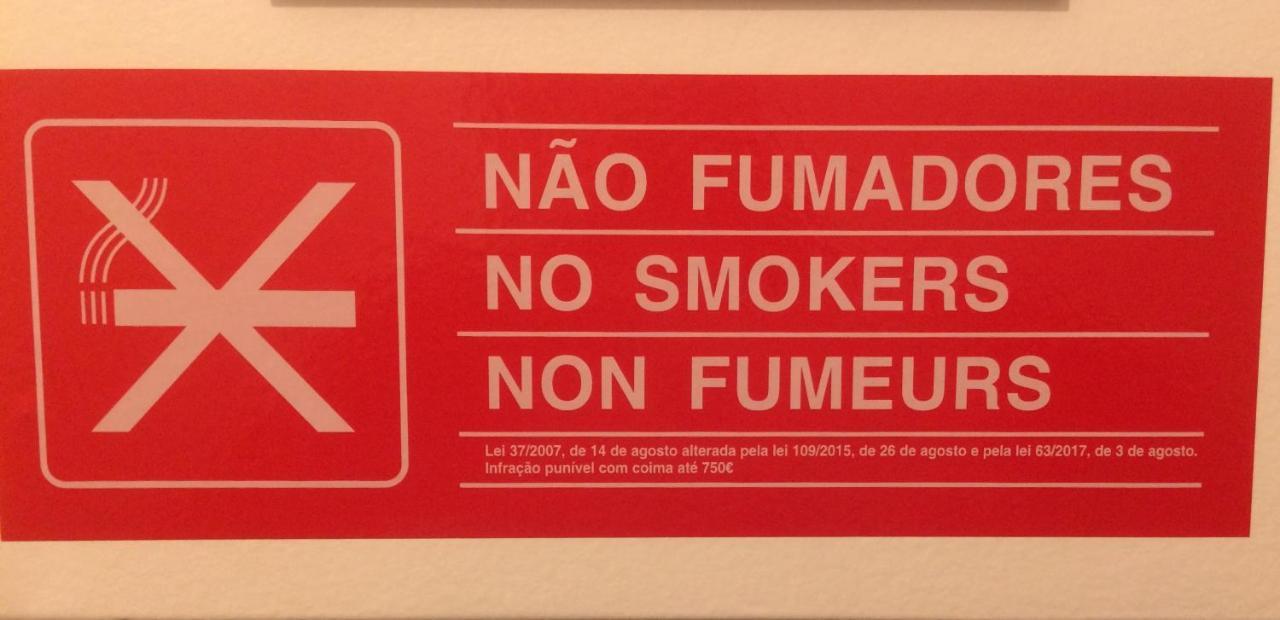 NÃO FUMADORES
NO SMOKERS
NON FUMEURS
Lei 37/2007, de 14 de agosto alterada pela lei 109/2015, de 26 de agosto e pela lei 63/2017, de 3 de agosto.
Infração punível com coima até 750€